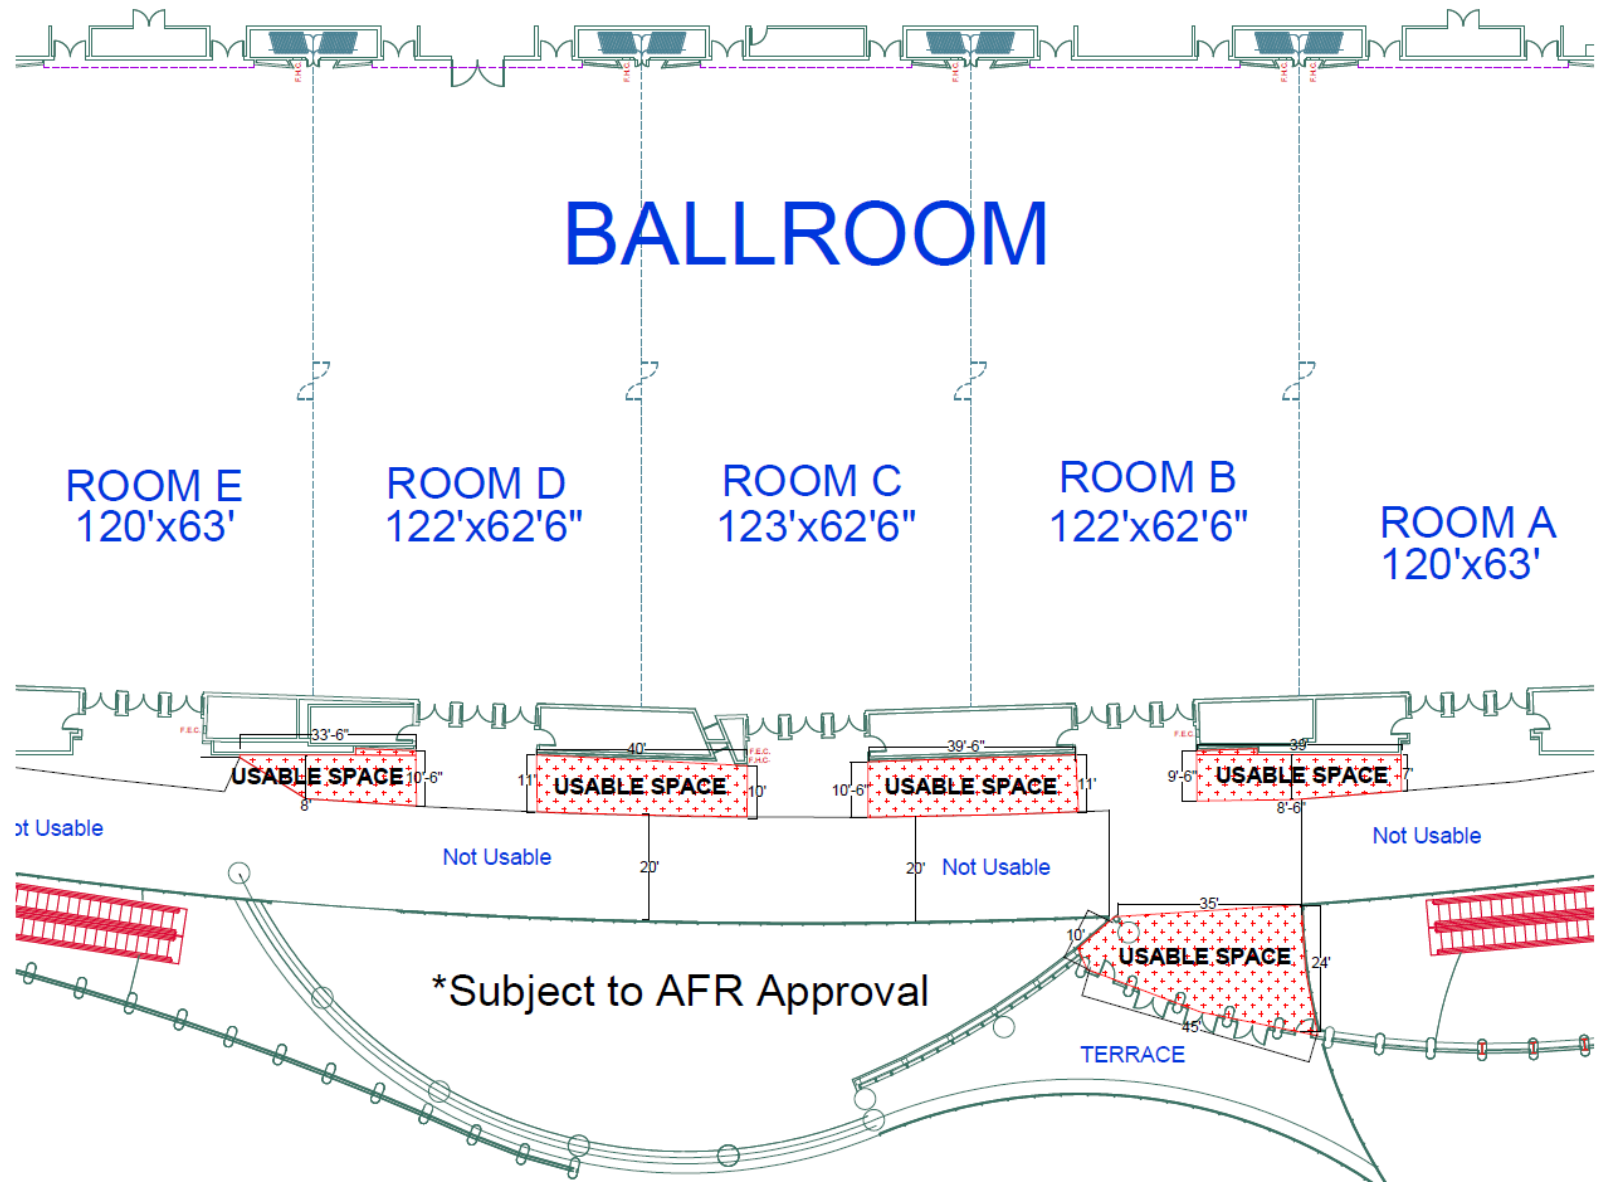 F.H.C.
F.H.C.
F.H.C.
F.H.C.
F.H.C.
BALLROOM
ROOM E
120'x63'
ROOM D
122'x62'6"
ROOM C
123'x62'6"
ROOM B
122'x62'6"
ROOM A
120'x63'
F.E.C.
33'-6"
USABLE SPACE
10'-6"
8'
40'
F.E.C.
F.H.C.
11'
USABLE SPACE
10'
39'-6"
10'-6"
USABLE SPACE
11'
F.E.C.
39'
9'-6"
USABLE SPACE
7'
8'-6"
ot Usable
Not Usable
20'
20'
Not Usable
Not Usable
35'
10'
USABLE SPACE
24'
45'
*Subject to AFR Approval
TERRACE